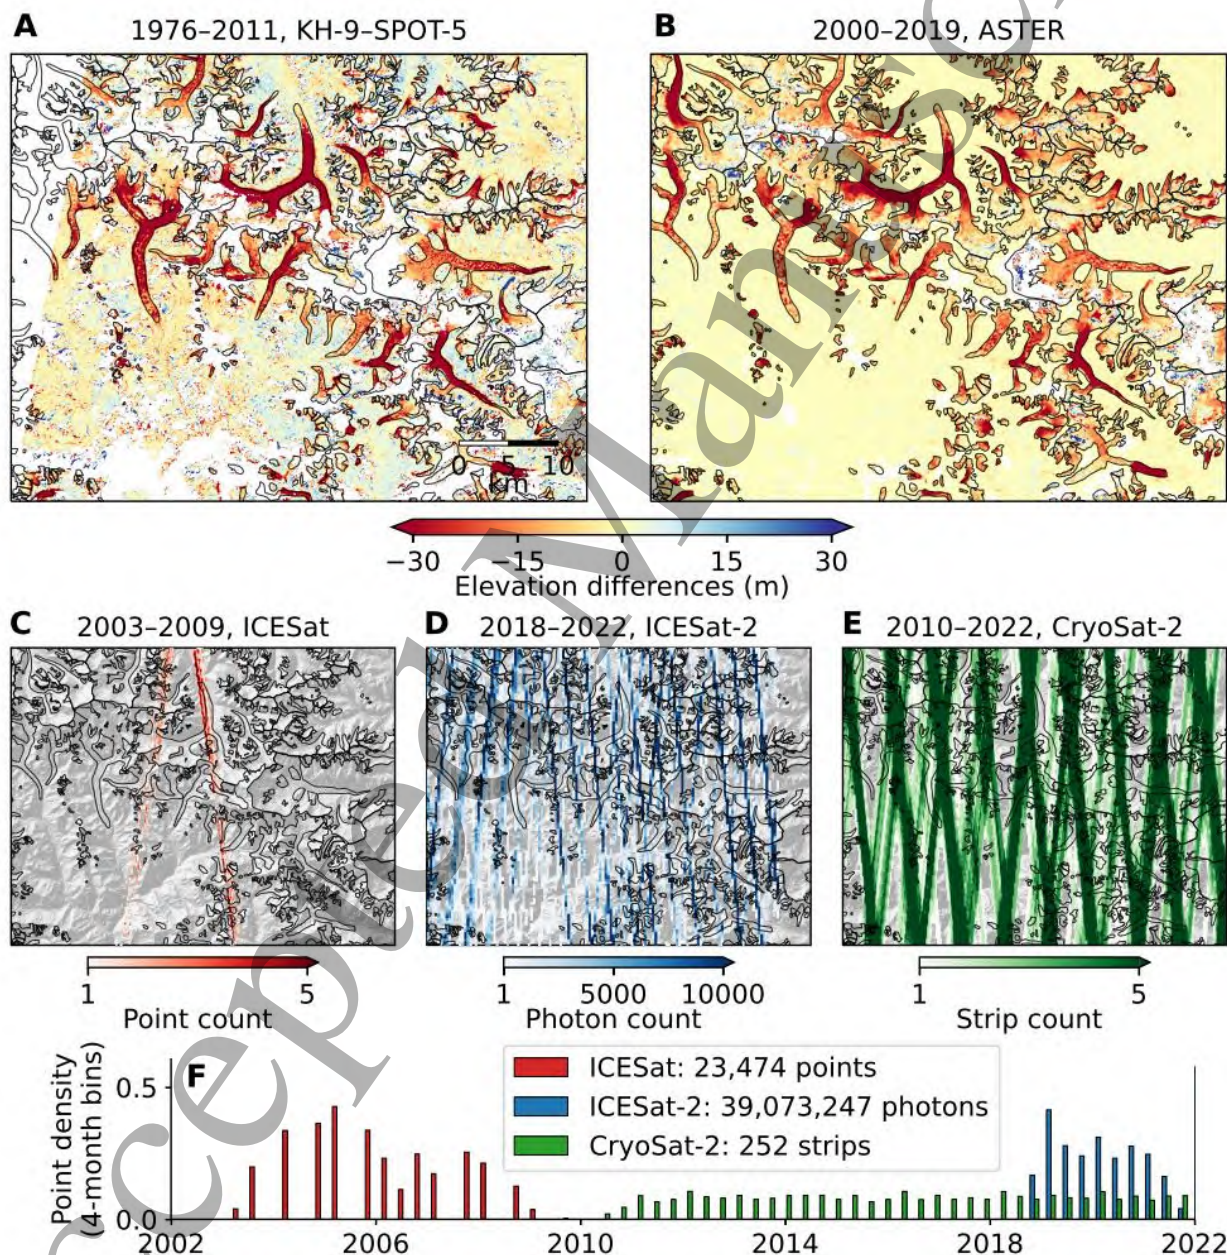 A 1976–2011, KH-9–SPOT-5
B 2000–2019, ASTER
0 5 10
km
−30 −15 0 15 30
Elevation differences (m)
C 2003–2009, ICESat
D 2018–2022, ICESat-2
E 2010–2022, CryoSat-2
1 5
Point count
1 5000 10000
Photon count
1 5
Strip count
Point density
(4-month bins)
0.5
0.0
F
ICESat: 23,474 points
ICESat-2: 39,073,247 photons
CryoSat-2: 252 strips
2002 2006 2010 2014 2018 2022
cepted Manusc